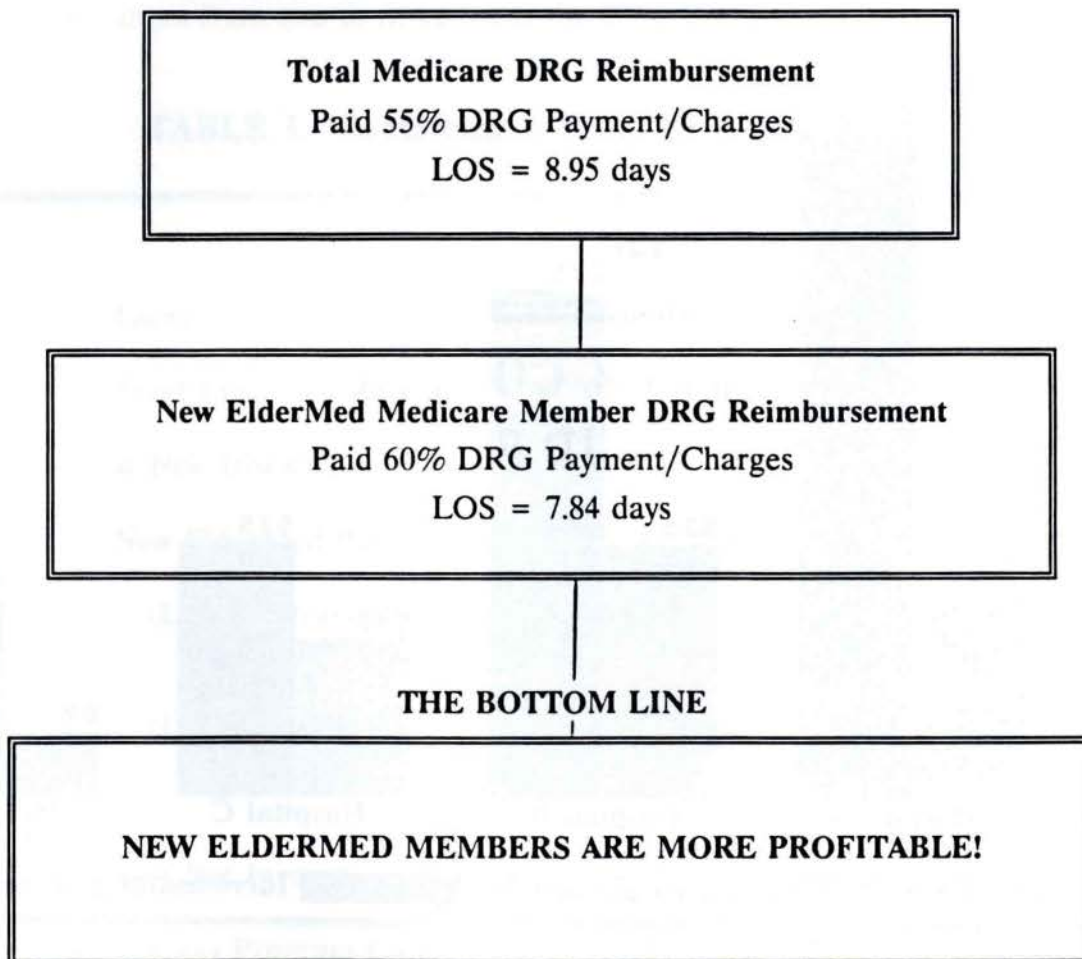 Total Medicare DRG Reimbursement
Paid 55% DRG Payment/Charges
LOS = 8.95 days
New ElderMed Medicare Member DRG Reimbursement
Paid 60% DRG Payment/Charges
LOS = 7.84 days
THE BOTTOM LINE
NEW ELDERMED MEMBERS ARE MORE PROFITABLE!